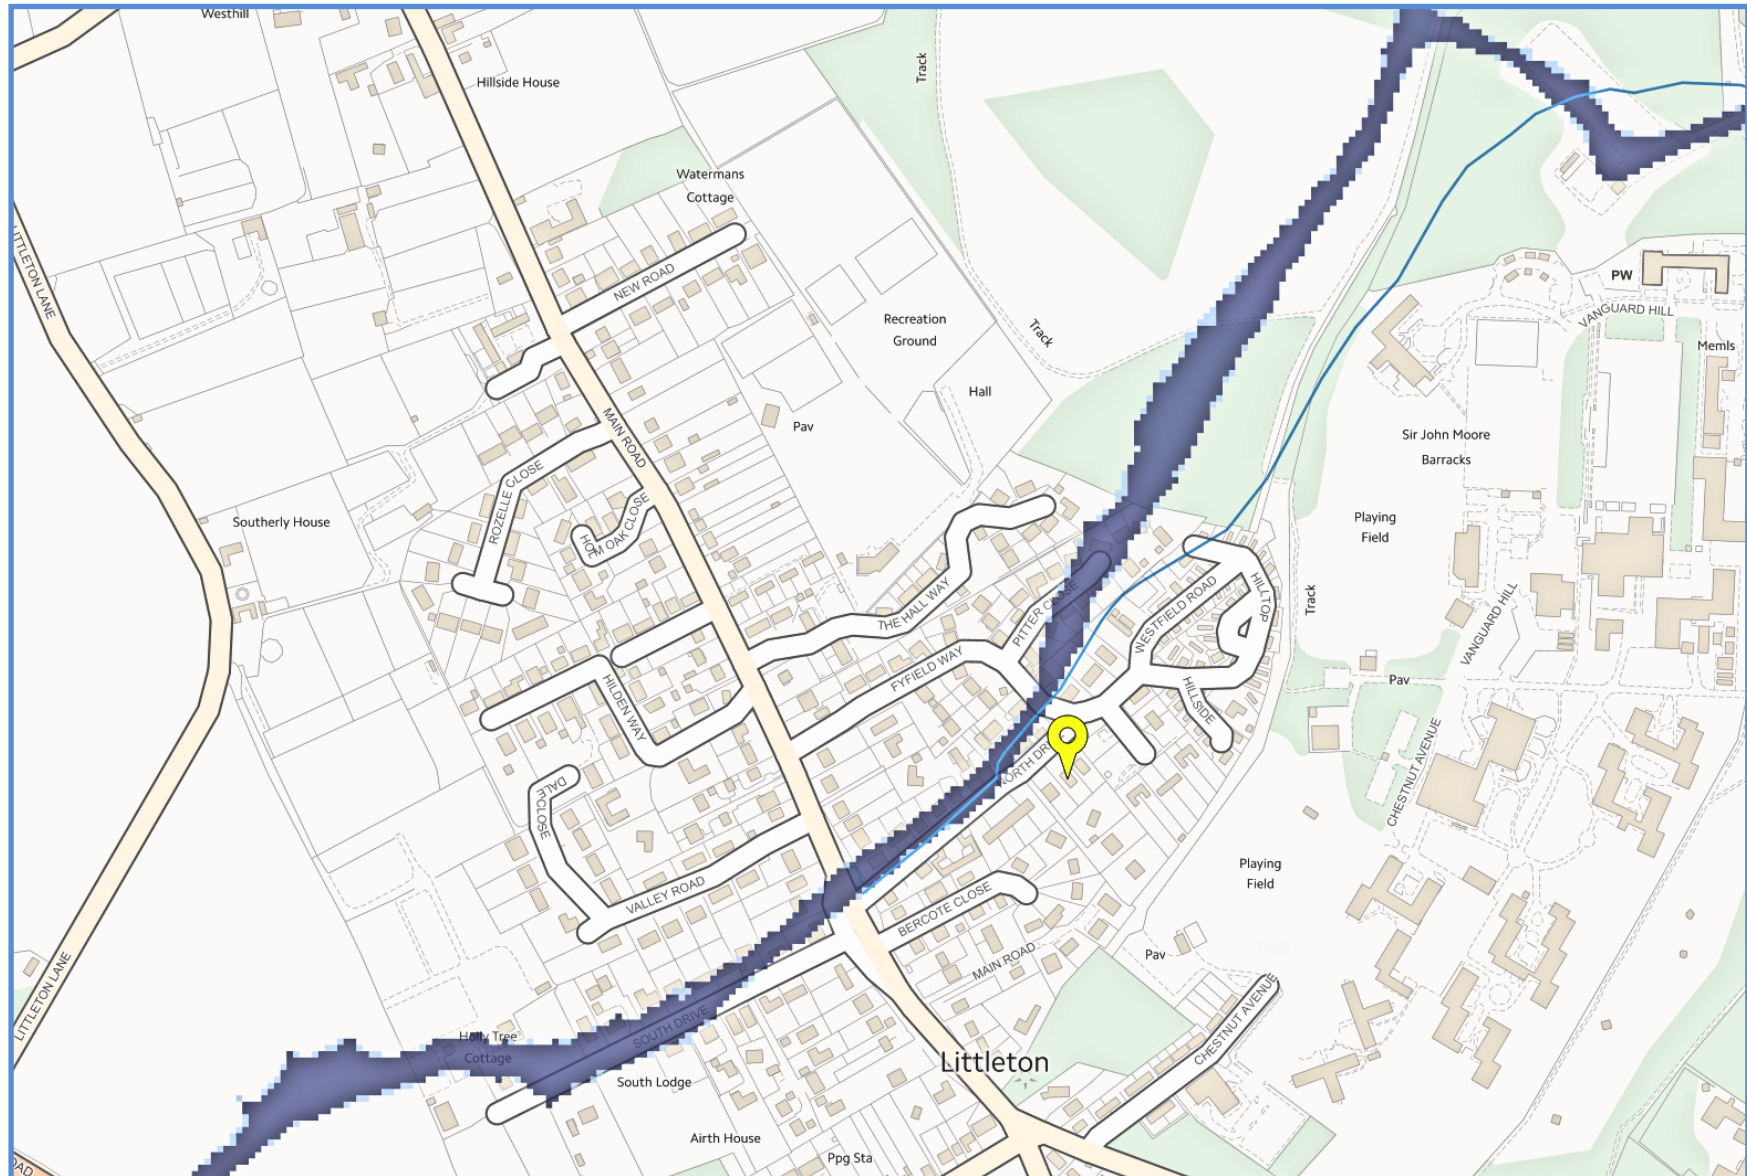 Westhill
Hillside House
Track
Watermans
Cottage
LITTLETON LANE
NEW ROAD
PW
VANGUARD HILL
Recreation
Ground
Track
Memls
Hall
MAIN ROAD
Pav
Sir John Moore
Barracks
ROZELLE CLOSE
HOLM OAK CLOSE
Southerly House
Playing
Field
THE HALL WAY
PITTER CLOSE
WESTFIELD ROAD
HILLTOP
Track
VANGUARD HILL
FYFIELD WAY
HILDEN WAY
HILLSIDE
Pav
NORTH DR
CHESTNUT AVENUE
DALE CLOSE
Playing
Field
VALLEY ROAD
BERCOTE CLOSE
MAIN ROAD
Pav
LITTLETON LANE
SOUTH DRIVE
Holly Tree
Cottage
CHESTNUT AVENUE
Littleton
South Lodge
Airth House
Ppg Sta
OAD